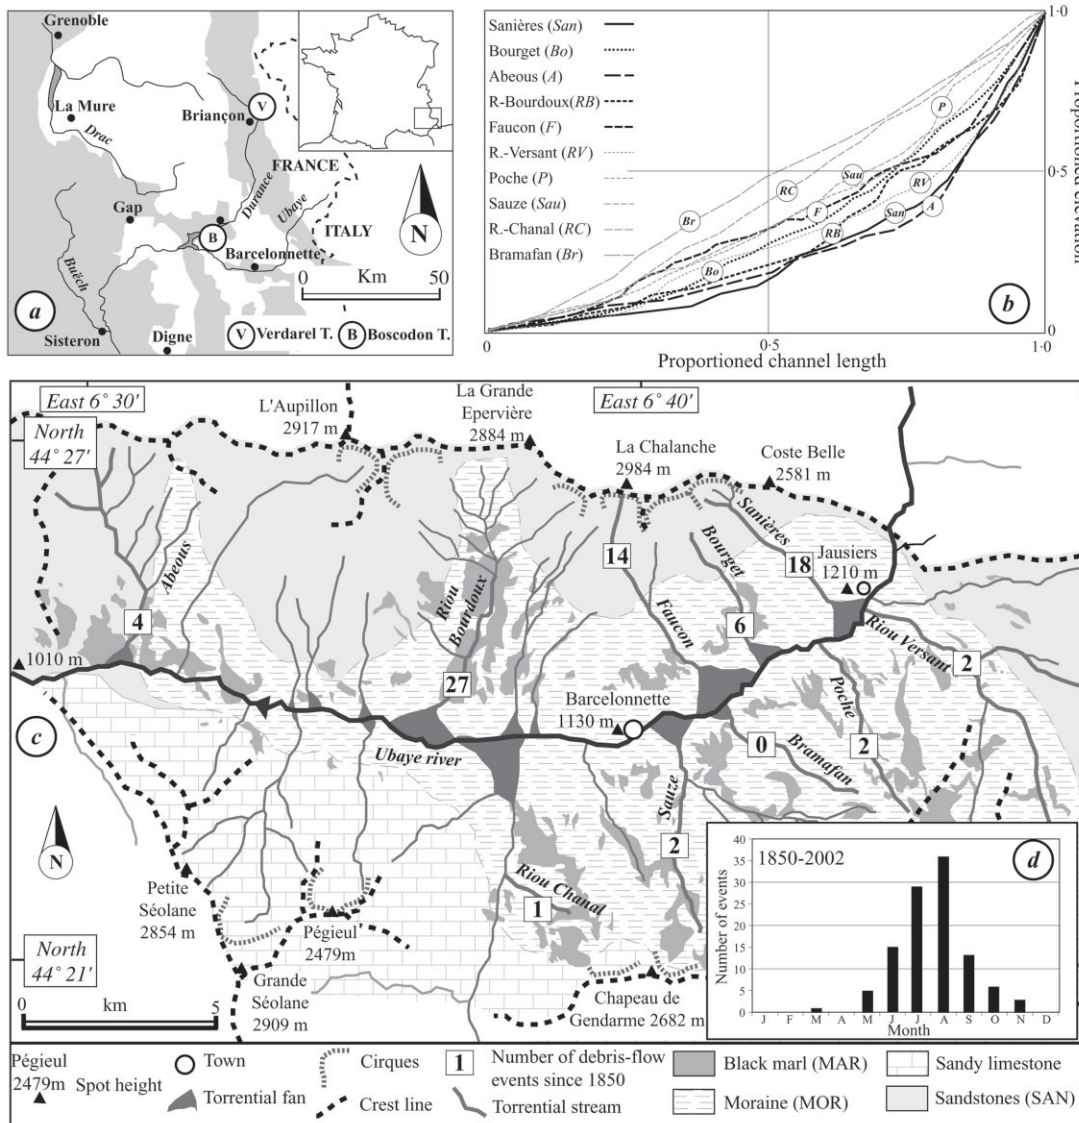 Grenoble
La Mure
Drac
Briançon
V
FRANCE
Durance
Ubaye
Gap
ITALY
N
B
Barcelonnette
Buëch
Km
0 50
a
Sisteron
Digne
V Verdarel T. B Boscodon T.
Sanières (San)
Bourget (Bo)
Abeous (A)
R-Bourdoux(RB)
Faucon (F)
R.-Versant (RV)
Poche (P)
Sauze (Sau)
R.-Chanal (RC)
Bramafan (Br)
1·0
P
0·5
Sau
RC
RV
Br
F
San
A
RB
Bo
b
0
0 0·5 1·0
Proportioned channel length
Proportioned elevation
East 6° 30'
North
44° 27'
L'Aupillon
2917 m
La Grande
Epervière
2884 m
East 6° 40'
La Chalanche
2984 m
Coste Belle
2581 m
Sanières
Bourget
14
18
Jausiers
1210 m
Abeous
Riou
Bourdoux
4
Faucon
6
Riou Versant
2
1010 m
27
Barcelonnette
1130 m
Poche
c
Ubaye river
0
Bramafan
2
Sauze
2
N
Petite
Séolane
2854 m
Riou Chanal
1
Pégieul
2479m
North
44° 21'
Grande
Séolane
2909 m
Chapeau de
Gendarme 2682 m
0 km 5
1850-2002
d
Number of events
40
35
30
25
20
15
10
5
0
J F M A M J J A S O N D
Month
Pégieul
2479m Spot height
Town
Torrential fan
Cirques
Crest line
1 Number of debris-flow
events since 1850
Torrential stream
Black marl (MAR)
Moraine (MOR)
Sandy limestone
Sandstones (SAN)